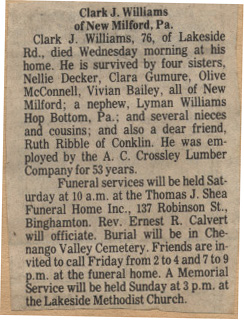 Clark J. Williams
of New Milford, Pa.
Clark J. Williams, 76, of Lakeside
Rd., died Wednesday morning at his
home. He is survived by four sisters,
Nellie Decker, Clara Gumure, Olive
McConnell, Vivian Bailey, all of New
Milford; a nephew, Lyman Williams
Hop Bottom, Pa.; and several nieces
and cousins; and also a dear friend,
Ruth Ribble of Conklin. He was em-
ployed by the A. C. Crossley Lumber
Company for 53 years.
Funeral services will be held Sat-
urday at 10 a.m. at the Thomas J. Shea
Funeral Home Inc., 137 Robinson St.,
Binghamton. Rev. Ernest R. Calvert
will officiate. Burial will be in Che-
nango Valley Cemetery. Friends are in-
vited to call Friday from 2 to 4 and 7 to 9
p.m. at the funeral home. A Memorial
Service will be held Sunday at 3 p.m. at
the Lakeside Methodist Church.